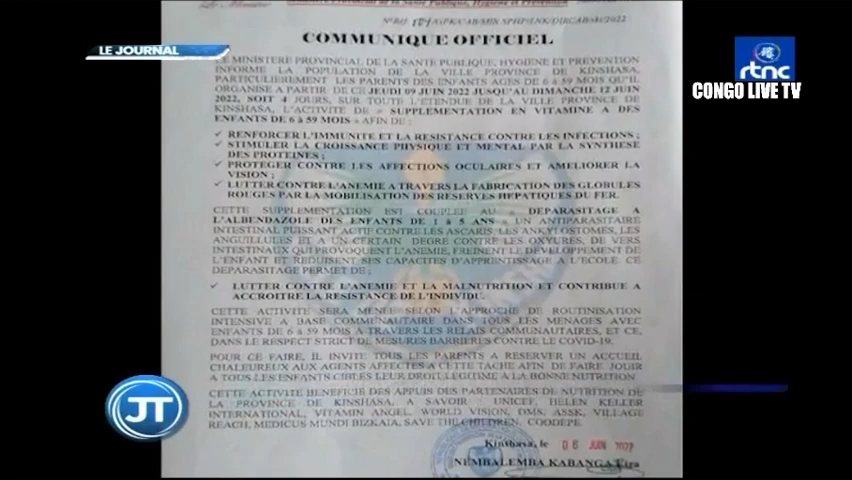 Le Ministre
Provincial de la Santé Publique, Hygiène et Prévention
COMMUNIQUE OFFICIEL
LE MINISTERE PROVINCIAL DE LA SANTE PUBLIQUE, HYGIENE ET PREVENTION
INFORME LA POPULATION DE LA VILLE PROVINCE DE KINSHASA,
PARTICULIEREMENT LES PARENTS DES ENFANTS AGES DE 6 à 59 MOIS QU'IL
ORGANISE A PARTIR DE CE JEUDI 09 JUIN 2022 JUSQU'AU DIMANCHE 12 JUIN
2022, SOIT 4 JOURS, SUR TOUTE L'ETENDUE DE LA VILLE PROVINCE DE
KINSHASA, L'ACTIVITE DE « SUPPLEMENTATION EN VITAMINE A DES
ENFANTS DE 6 à 59 MOIS » AFIN DE :
✓ RENFORCER L'IMMUNITE ET LA RESISTANCE CONTRE LES INFECTIONS ;
✓ STIMULER LA CROISSANCE PHYSIQUE ET MENTAL PAR LA SYNTHESE
DES PROTEINES ;
✓ PROTEGER CONTRE LES AFFECTIONS OCULAIRES ET AMELIORER LA
VISION ;
✓ LUTTER CONTRE L'ANEMIE A TRAVERS LA FABRICATION DES GLOBULES
ROUGES PAR LA MOBILISATION DES RESERVES HEPATIQUES DU FER.
CETTE SUPPLEMENTATION EST COUPLEE AU « DEPARASITAGE A
L'ALBENDAZOLE DES ENFANTS DE 1 à 5 ANS », UN ANTIPARASITAIRE
INTESTINAL PUISSANT ACTIF CONTRE LES ASCARIS, LES ANKYLOSTOMES, LES
ANGUILLULES ET A UN CERTAIN DEGRE CONTRE LES OXYURES, DE VERS
INTESTINAUX QUI PROVOQUENT L'ANEMIE, FREINENT LE DEVELOPPEMENT DE
L'ENFANT ET REDUISENT SES CAPACITES D'APPRENTISSAGE A L'ECOLE. CE
DEPARASITAGE PERMET DE ;
✓ LUTTER CONTRE L'ANEMIE ET LA MALNUTRITION ET CONTRIBUE A
ACCROITRE LA RESISTANCE DE L'INDIVIDU.
CETTE ACTIVITE SERA MENEE SELON L'APPROCHE DE ROUTINISATION
INTENSIVE A BASE COMMUNAUTAIRE DANS TOUS LES MENAGES AVEC
ENFANTS DE 6 à 59 MOIS A TRAVERS LES RELAIS COMMUNAUTAIRES, ET CE,
DANS LE RESPECT STRICT DE MESURES BARRIERES CONTRE LE COVID-19.
POUR CE FAIRE, IL INVITE TOUS LES PARENTS A RESERVER UN ACCUEIL
CHALEUREUX AUX AGENTS AFFECTES A CETTE TACHE AFIN DE FAIRE JOUIR
A TOUS LES ENFANTS CIBLES LEUR DROIT LEGITIME A LA BONNE NUTRITION.
CETTE ACTIVITE BENEFICIE DES APPUIS DES PARTENAIRES DE NUTRITION DE
LA PROVINCE DE KINSHASA, A SAVOIR : UNICEF, HELEN KELLER
INTERNATIONAL, VITAMIN ANGEL, WORLD VISION, OMS, ASSK, VILLAGE
REACH, MEDICUS MUNDI BIZKAIA, SAVE THE CHILDREN, COODEPE.
Kinshasa, le 06 JUIN 2022
NEMBALEMBA KABANGA
LE JOURNAL
rtnc
CONGO LIVE TV
JT